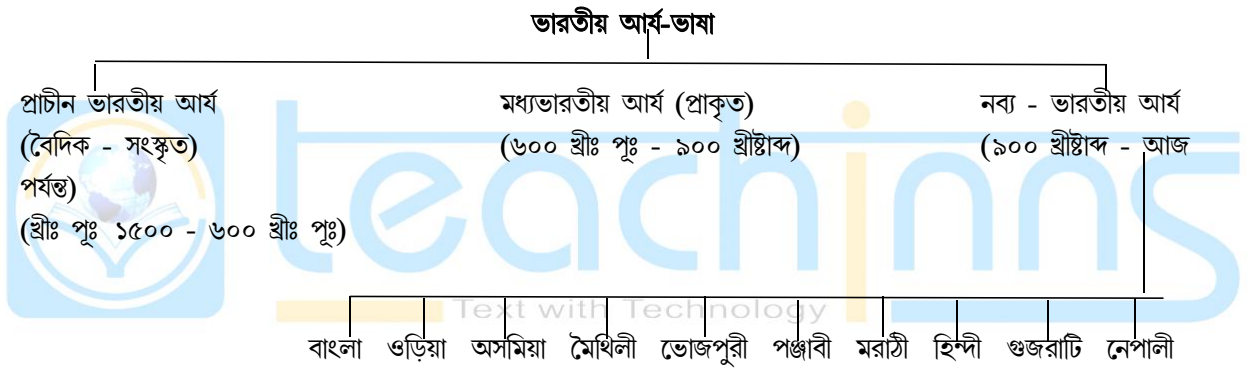 ভারতীয় আর্য-ভাষা
প্রাচীন ভারতীয় আর্য
(বৈদিক - সংস্কৃত)
পর্যন্ত)
(খ্রীঃ পূঃ ১৫০০ - ৬০০ খ্রীঃ পূঃ)
মধ্যভারতীয় আর্য (প্রাকৃত)
(৬০০ খ্রীঃ পূঃ - ৯০০ খ্রীষ্টাব্দ)
নব্য - ভারতীয় আর্য
(৯০০ খ্রীষ্টাব্দ - আজ
teachinns
Text with Technology
বাংলা ওড়িয়া অসমিয়া মৈথিলী ভোজপুরী পঞ্জাবী মরাঠী হিন্দী গুজরাটি নেপালী